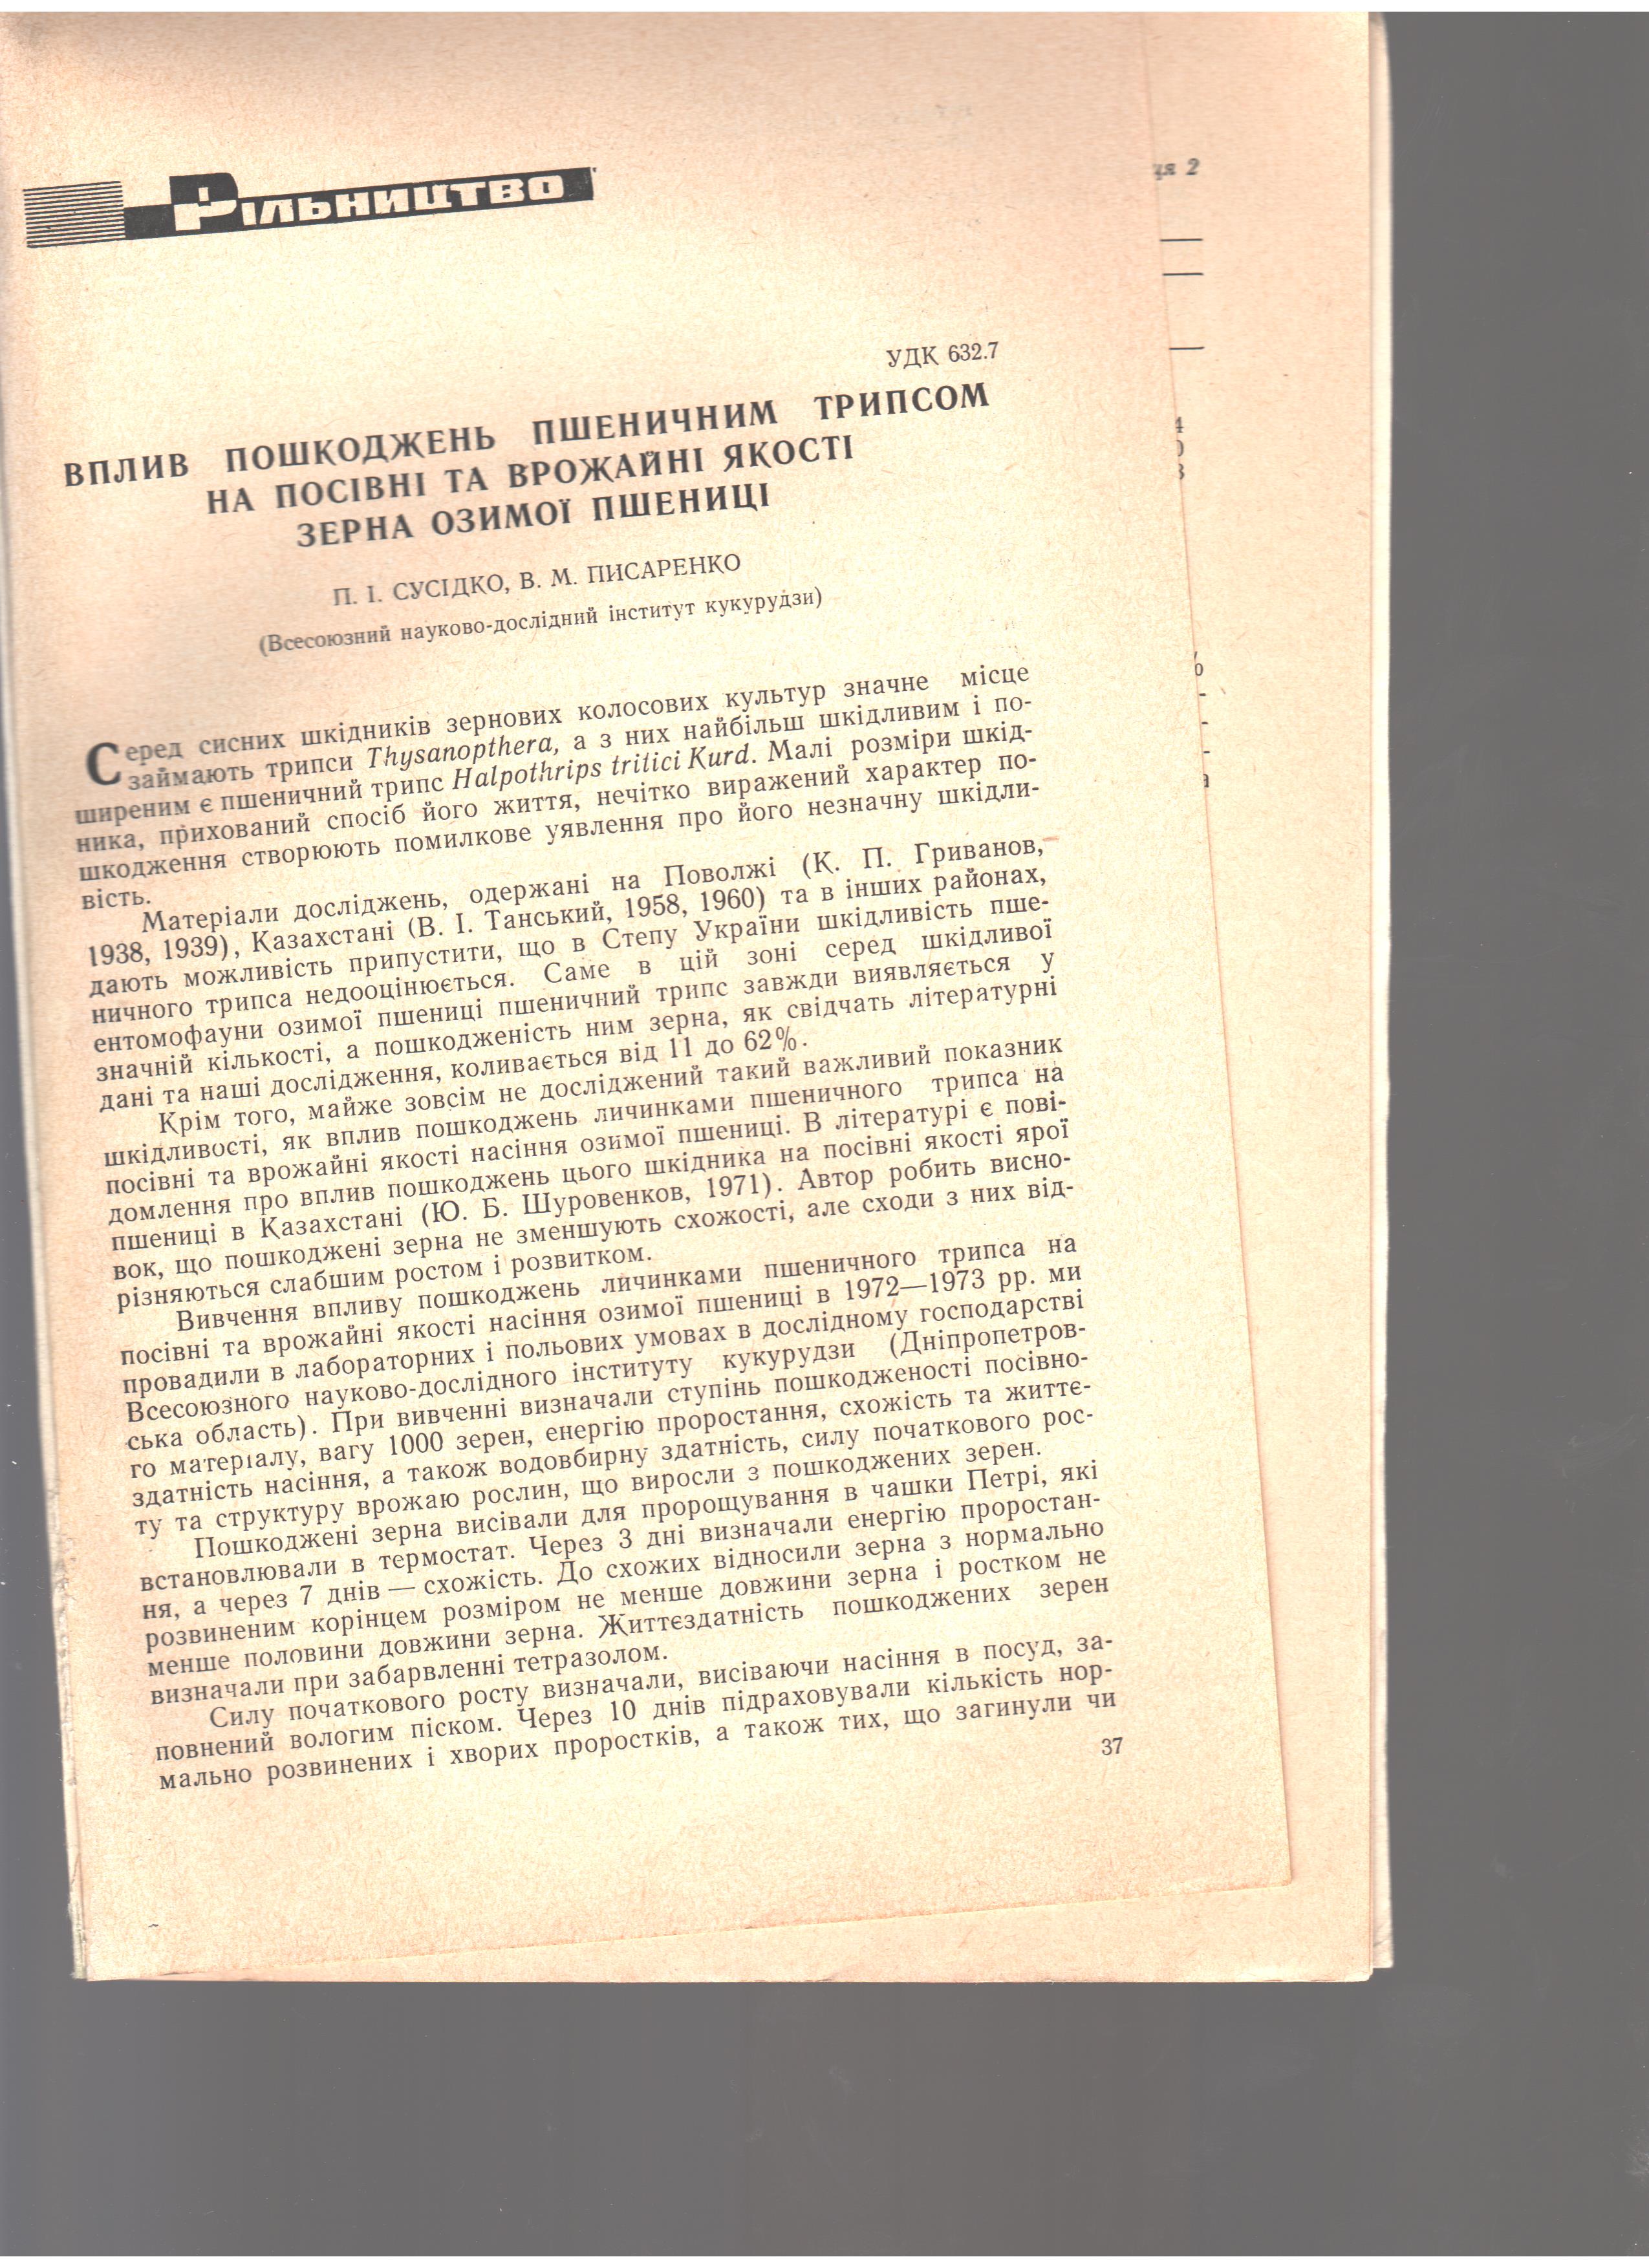 Рільництво
ця 2
УДК 632.7
ВПЛИВ ПОШКОДЖЕНЬ ПШЕНИЧНИМ ТРИПСОМ
НА ПОСІВНІ ТА ВРОЖАЙНІ ЯКОСТІ
ЗЕРНА ОЗИМОЇ ПШЕНИЦІ
П. І. СУСІДКО, В. М. ПИСАРЕНКО
(Всесоюзний науково-дослідний інститут кукурудзи)
Серед сисних шкідників зернових колосових культур значне місце
займають трипси Thysanopthera, а з них найбільш шкідливим і по-
ширеним є пшеничний трипс Halpothrips tritici Kurd. Малі розміри шкід-
ника, прихований спосіб його життя, нечітко виражений характер по-
шкодження створюють помилкове уявлення про його незначну шкідли-
вість.
Матеріали досліджень, одержані на Поволжі (К. П. Гриванов,
1938, 1939), Казахстані (В. І. Танський, 1958, 1960) та в інших районах,
дають можливість припустити, що в Степу України шкідливість пше-
ничного трипса недооцінюється. Саме в цій зоні серед шкідливої
ентомофауни озимої пшениці пшеничний трипс завжди виявляється у
значній кількості, а пошкодженість ним зерна, як свідчать літературні
дані та наші дослідження, коливається від 11 до 62%.
Крім того, майже зовсім не досліджений такий важливий показник
шкідливості, як вплив пошкоджень личинками пшеничного трипса на
посівні та врожайні якості насіння озимої пшениці. В літературі є пові-
домлення про вплив пошкоджень цього шкідника на посівні якості ярої
пшениці в Казахстані (Ю. Б. Шуровенков, 1971). Автор робить висно-
вок, що пошкоджені зерна не зменшують схожості, але сходи з них від-
різняються слабшим ростом і розвитком.
Вивчення впливу пошкоджень личинками пшеничного трипса на
посівні та врожайні якості насіння озимої пшениці в 1972—1973 рр. ми
провадили в лабораторних і польових умовах в дослідному господарстві
Всесоюзного науково-дослідного інституту кукурудзи (Дніпропетров-
ська область). При вивченні визначали ступінь пошкодженості посівно-
го матеріалу, вагу 1000 зерен, енергію проростання, схожість та життє-
здатність насіння, а також водовбирну здатність, силу початкового рос-
ту та структуру врожаю рослин, що виросли з пошкоджених зерен.
Пошкоджені зерна висівали для пророщування в чашки Петрі, які
встановлювали в термостат. Через 3 дні визначали енергію проростан-
ня, а через 7 днів — схожість. До схожих відносили зерна з нормально
розвиненим корінцем розміром не менше довжини зерна і ростком не
менше половини довжини зерна. Життєздатність пошкоджених зерен
визначали при забарвленні тетразолом.
Силу початкового росту визначали, висіваючи насіння в посуд, за-
повнений вологим піском. Через 10 днів підраховували кількість нор-
мально розвинених і хворих проростків, а також тих, що загинули чи
37